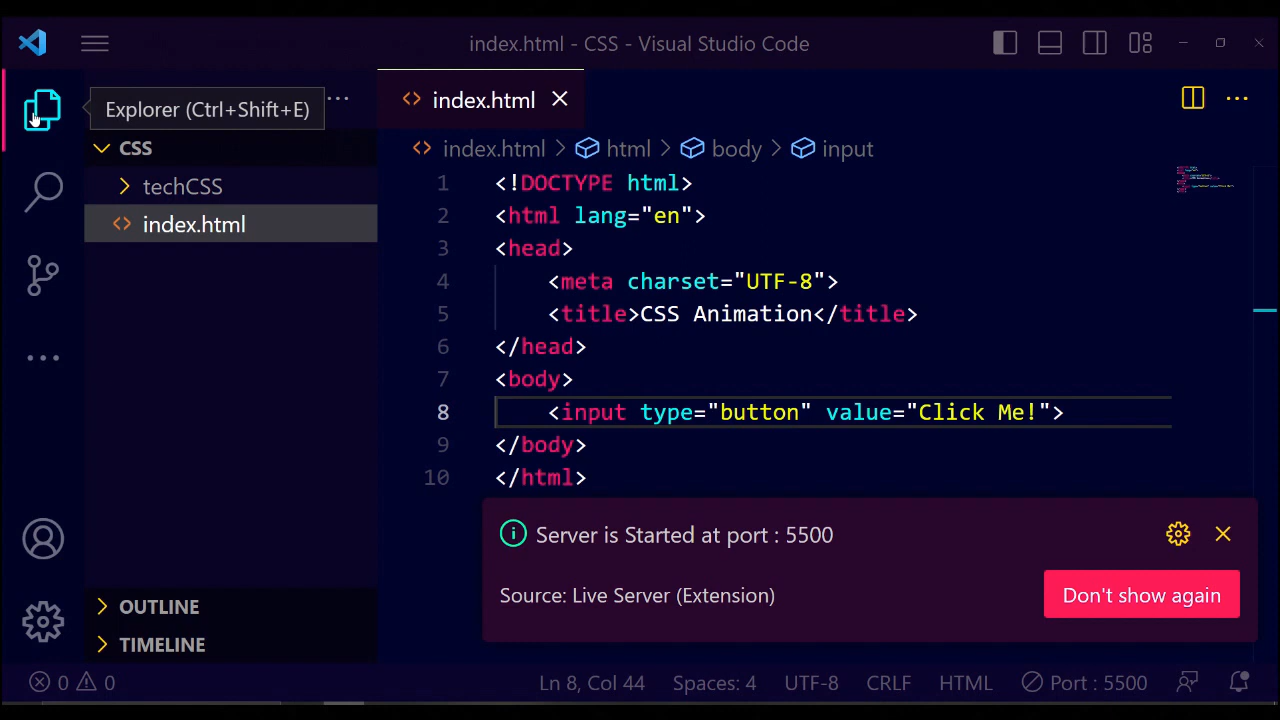 index.html - CSS - Visual Studio Code
Explorer (Ctrl+Shift+E)
index.html
CSS
techCSS
index.html
index.html > html > body > input
1 <!DOCTYPE html>
2 <html lang="en">
3 <head>
4 <meta charset="UTF-8">
5 <title>CSS Animation</title>
6 </head>
7 <body>
8 <input type="button" value="Click Me!">
9 </body>
10 </html>
Server is Started at port : 5500
Source: Live Server (Extension)
Don't show again
OUTLINE
TIMELINE
0 0 Ln 8, Col 44 Spaces: 4 UTF-8 CRLF HTML Port : 5500